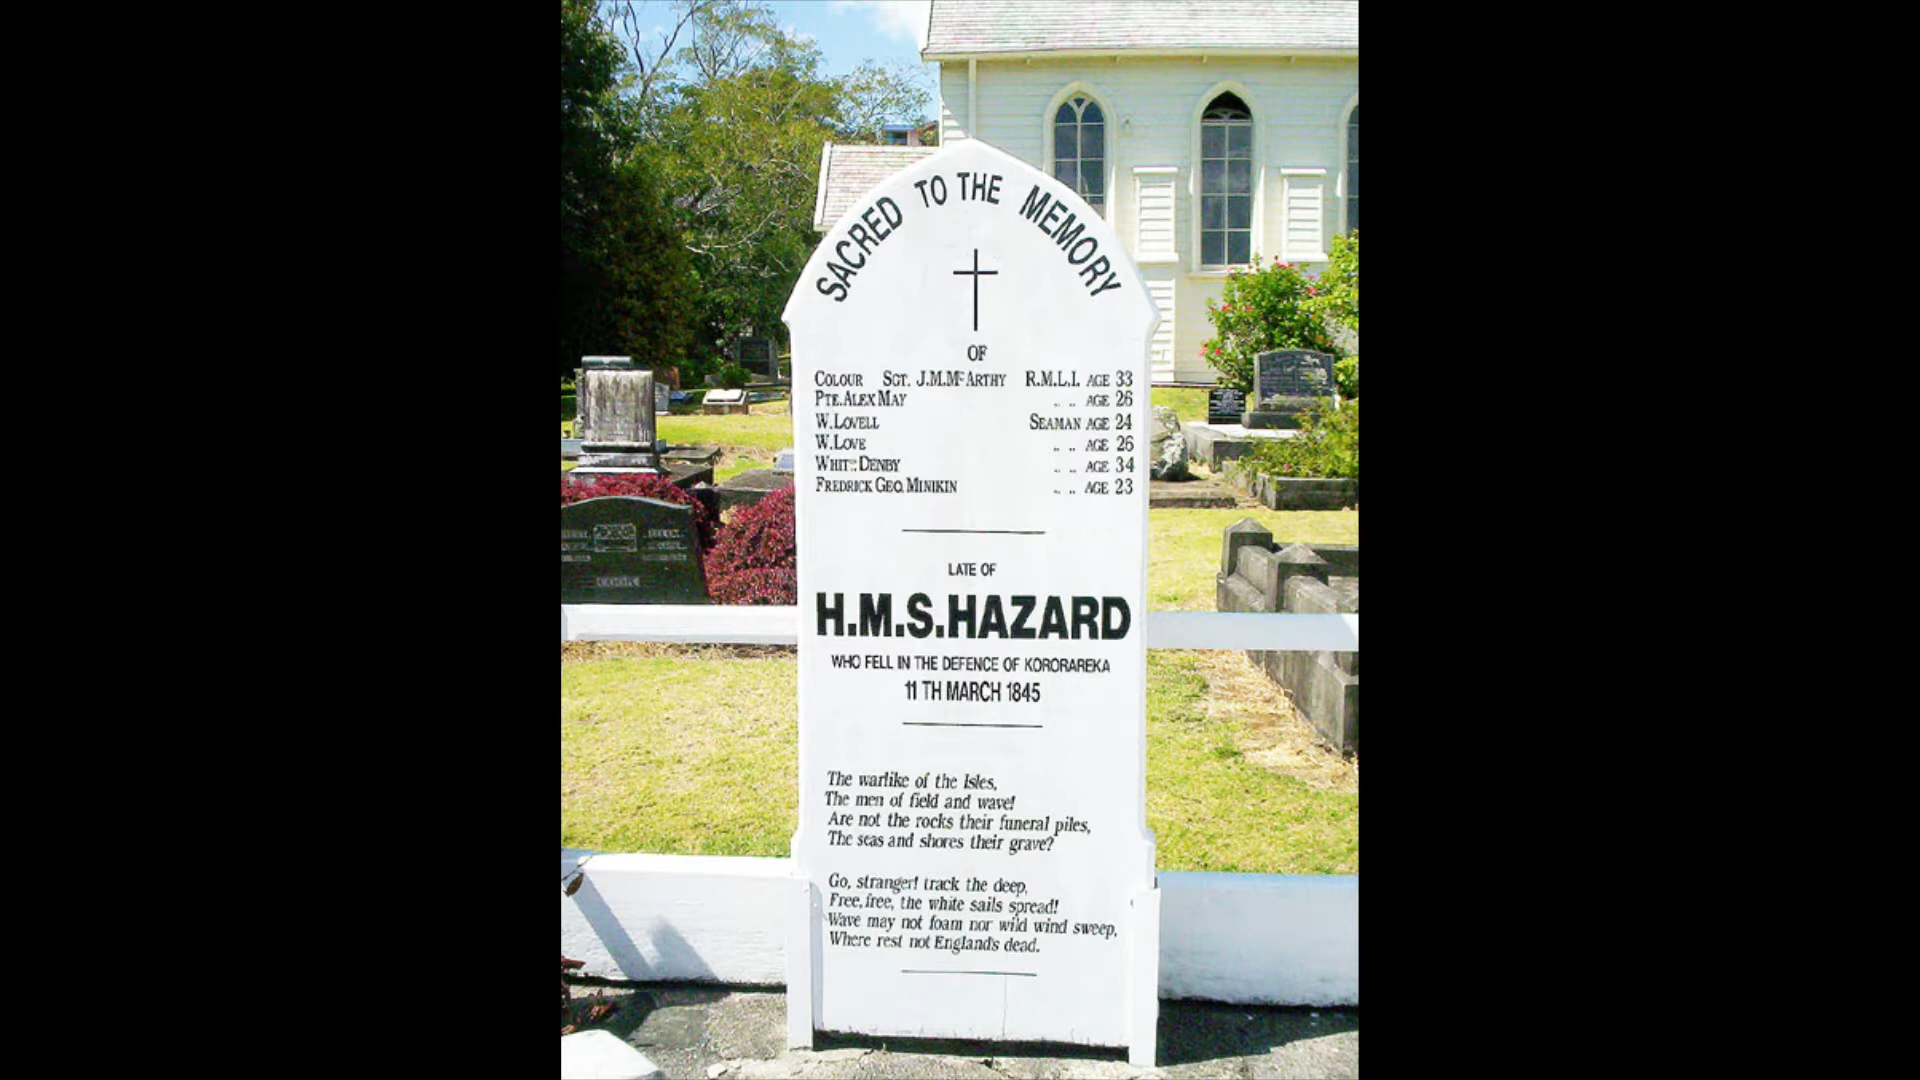 SACRED TO THE MEMORY
OF
COLOUR SGT. J.M.McARTHY R.M.L.I. AGE 33
PTE. ALEX MAY .. .. AGE 26
W. LOVELL SEAMAN AGE 24
W. LOVE .. .. AGE 26
WHIT:: DENBY .. .. AGE 34
FREDRICK GEO. MINIKIN .. .. AGE 23
LATE OF
H.M.S.HAZARD
WHO FELL IN THE DEFENCE OF KORORAREKA
11 TH MARCH 1845
The warlike of the Isles,
The men of field and wave!
Are not the rocks their funeral piles,
The seas and shores their grave?
Go, stranger! track the deep,
Free, free, the white sails spread!
Wave may not foam nor wild wind sweep,
Where rest not England's dead.